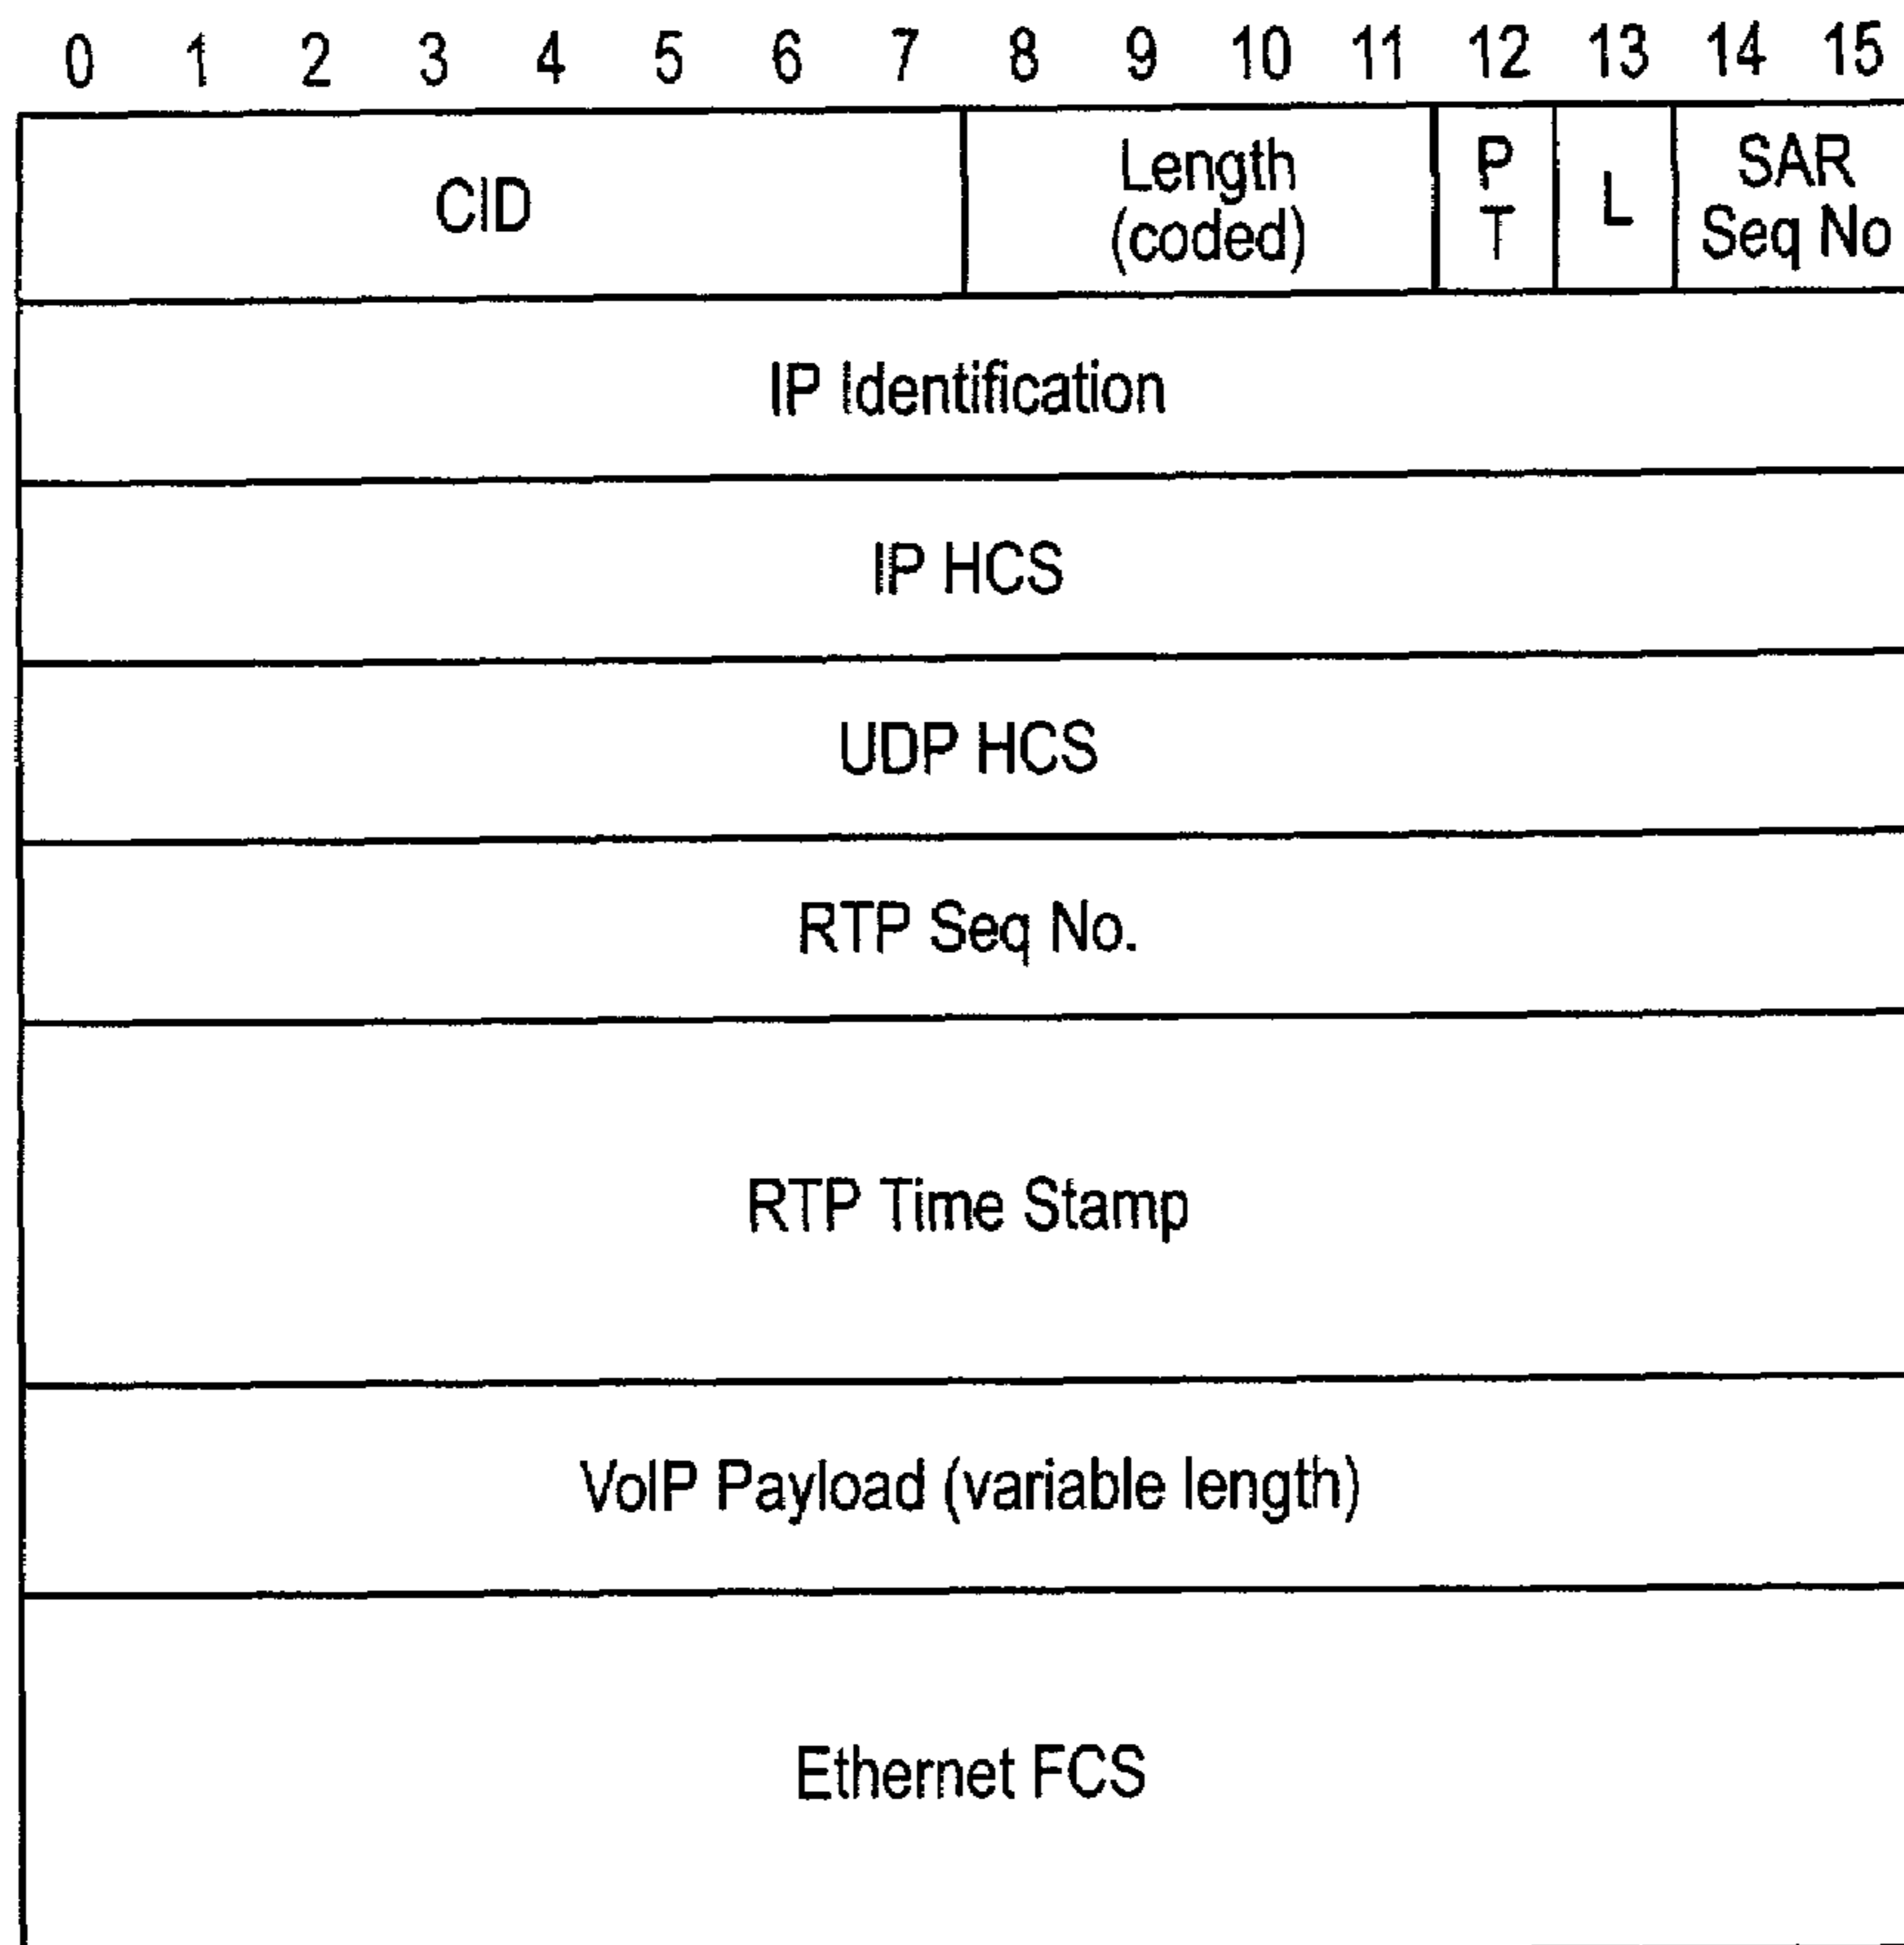 0 1 2 3 4 5 6 7 8 9 10 11 12 13 14 15
CID
Length
(coded)
P
T
L
SAR
Seq No
IP Identification
IP HCS
UDP HCS
RTP Seq No.
RTP Time Stamp
VoIP Payload (variable length)
Ethernet FCS